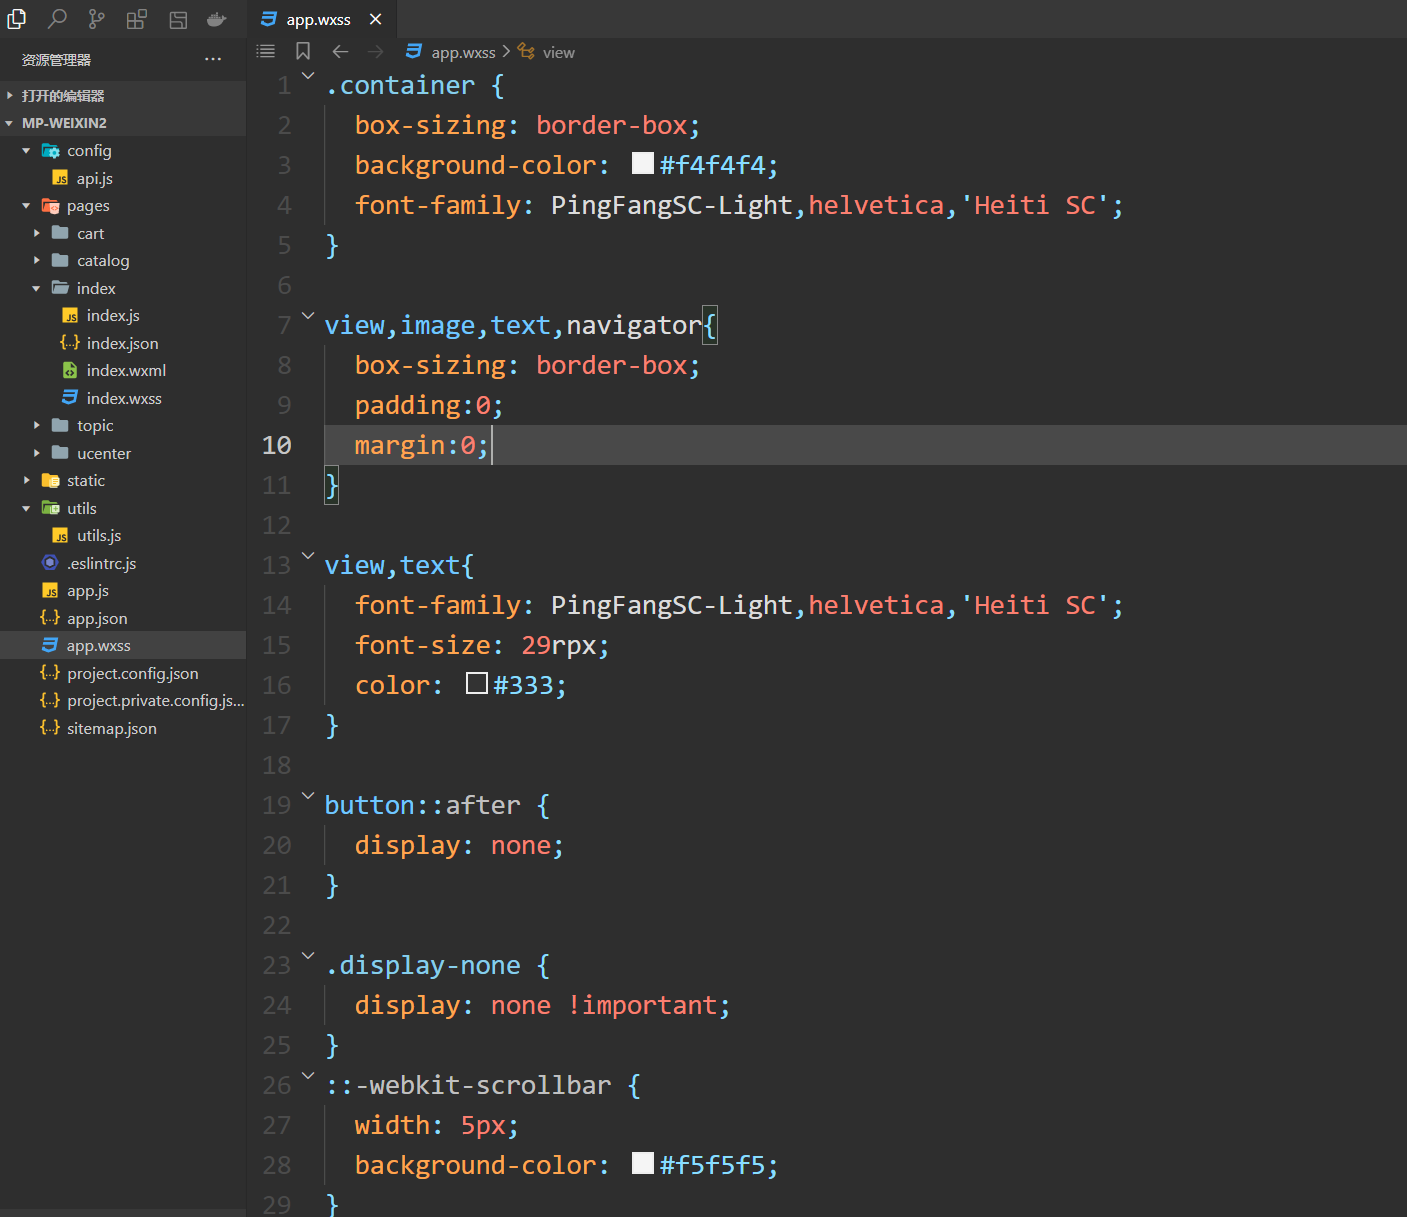 app.wxss
资源管理器
打开的编辑器
MP-WEIXIN2
config
api.js
pages
cart
catalog
index
index.js
index.json
index.wxml
index.wxss
topic
ucenter
static
utils
utils.js
.eslintrc.js
app.js
app.json
app.wxss
project.config.json
project.private.config.js...
sitemap.json
app.wxss > view
1 .container {
2 box-sizing: border-box;
3 background-color: #f4f4f4;
4 font-family: PingFangSC-Light,helvetica,'Heiti SC';
5 }
6
7 view,image,text,navigator{
8 box-sizing: border-box;
9 padding:0;
10 margin:0;
11 }
12
13 view,text{
14 font-family: PingFangSC-Light,helvetica,'Heiti SC';
15 font-size: 29rpx;
16 color: #333;
17 }
18
19 button::after {
20 display: none;
21 }
22
23 .display-none {
24 display: none !important;
25 }
26 ::-webkit-scrollbar {
27 width: 5px;
28 background-color: #f5f5f5;
29 }